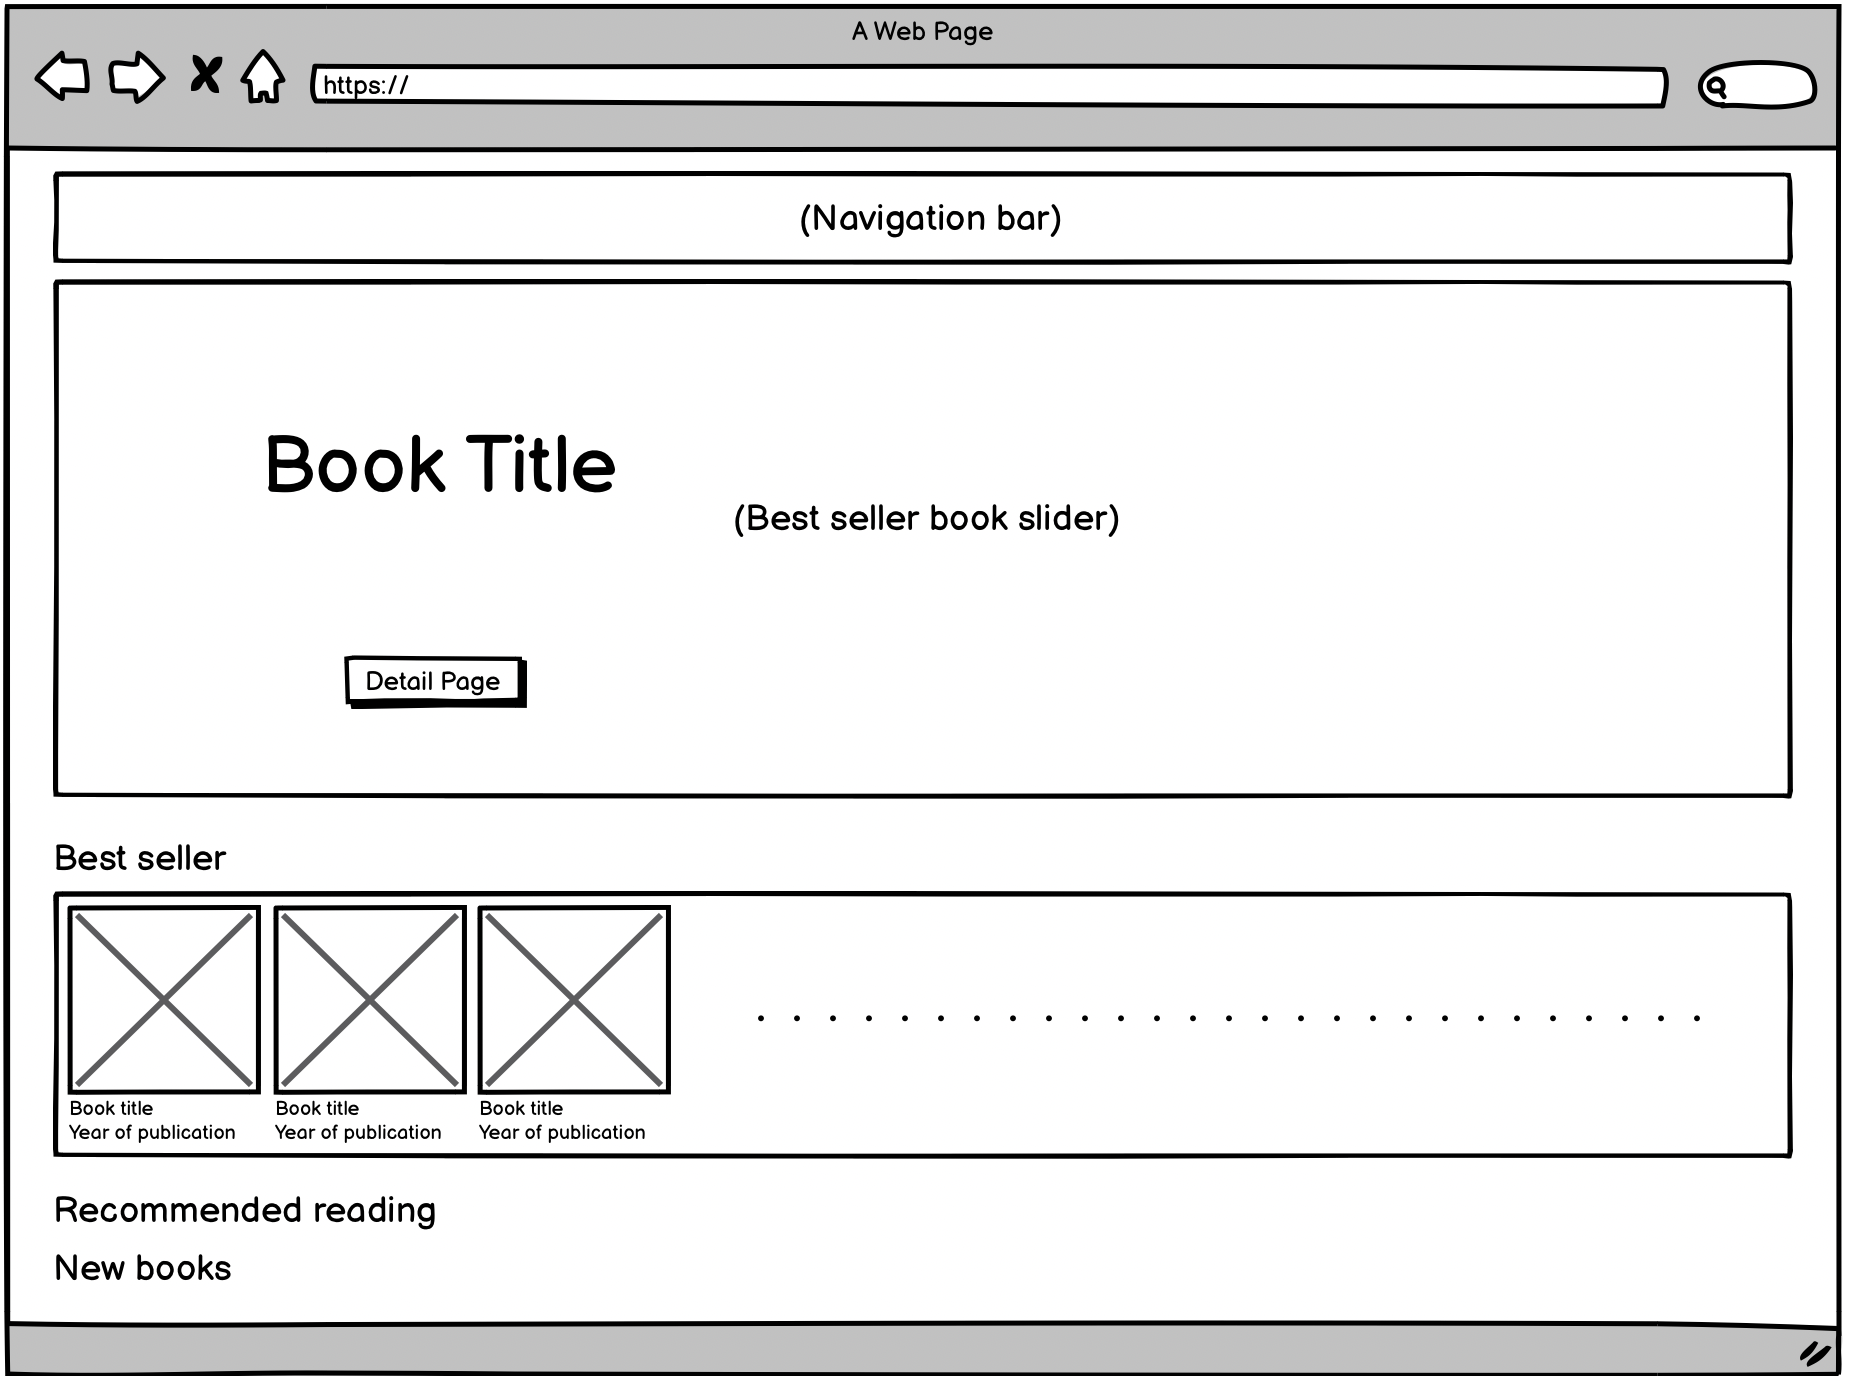 A Web Page
https://
(Navigation bar)
Book Title
(Best seller book slider)
Detail Page
Best seller
Book title
Year of publication
Book title
Year of publication
Book title
Year of publication
Recommended reading
New books